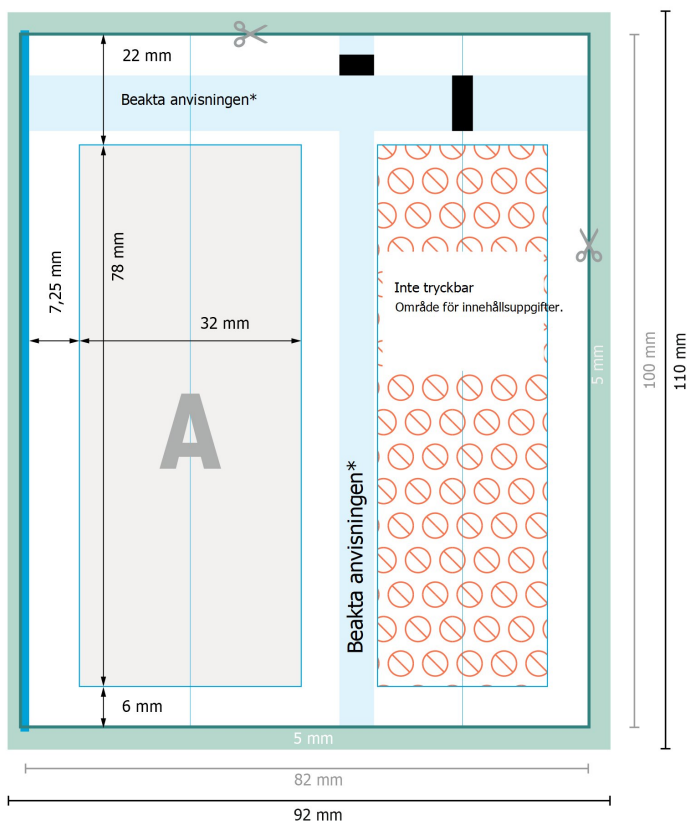 22 mm
Beakta anvisningen*
78 mm
7,25 mm
32 mm
A
Inte tryckbar
Område för innehållsuppgifter.
5 mm
100 mm
110 mm
Beakta anvisningen*
6 mm
5 mm
82 mm
92 mm